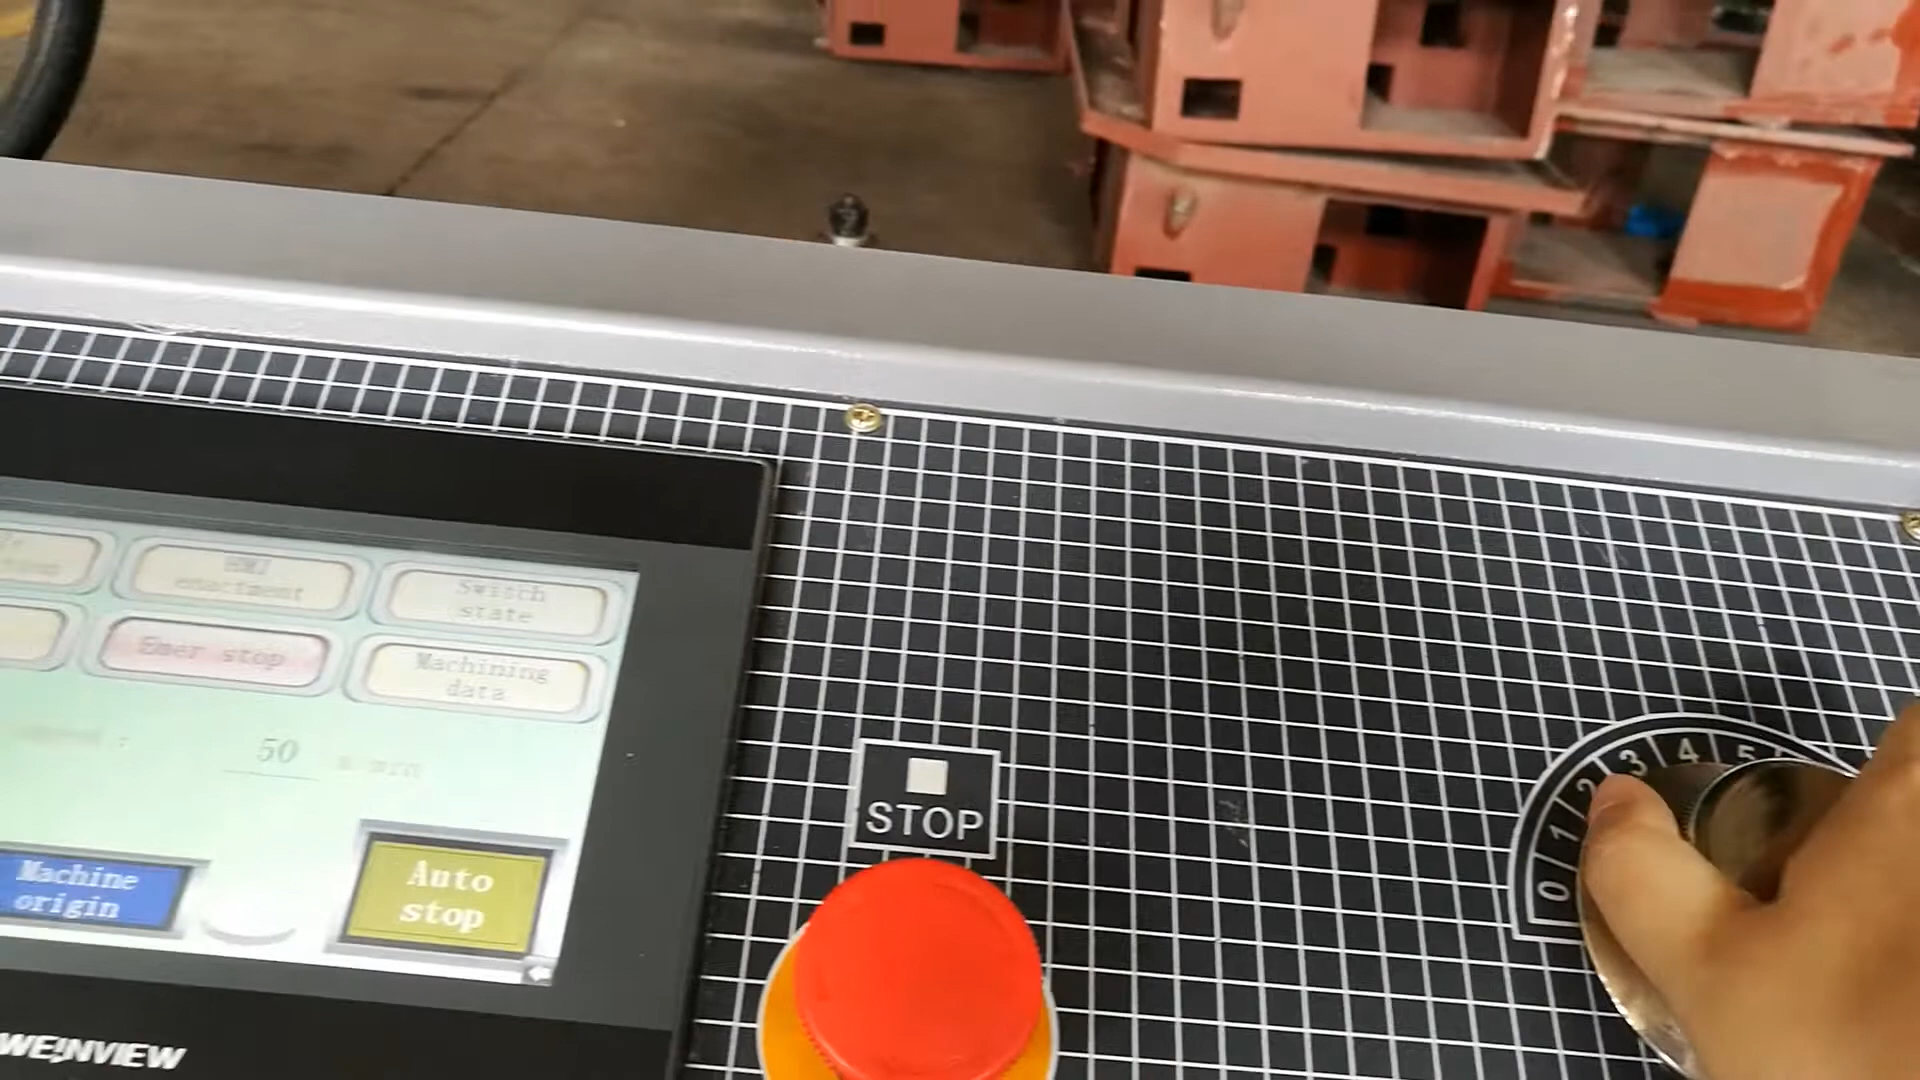 HMI
enactment
Switch
state
Emer stop
Machining
data
50
Machine
origin
Auto
stop
WEINVIEW
STOP
0 1 2 3 4 5